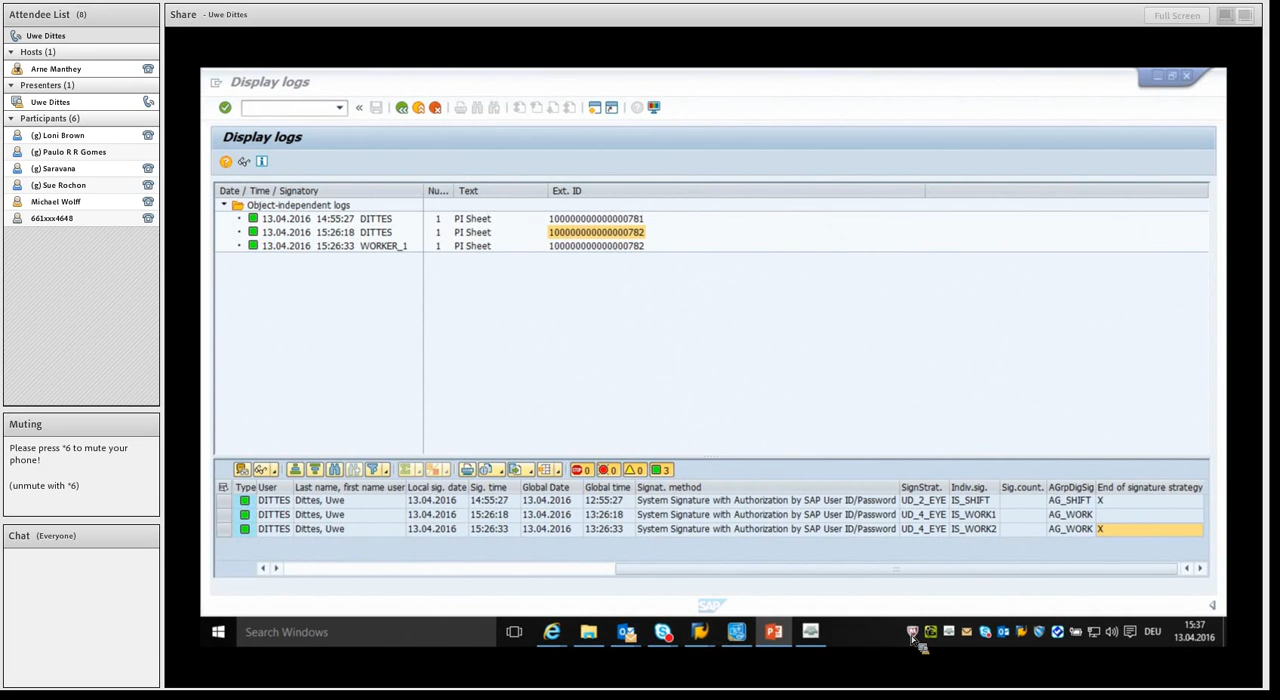 Attendee List (8)
Uwe Dittes
Hosts (1)
Arne Manthey
Presenters (1)
Uwe Dittes
Participants (6)
(g) Loni Brown
(g) Paulo R R Gomes
(g) Saravana
(g) Sue Rochon
Michael Wolff
661xxx4648
Muting
Please press *6 to mute your
phone!
(unmute with *6)
Chat (Everyone)
Share - Uwe Dittes
Full Screen
Display logs
Display logs
Date / Time / Signatory Nu... Text Ext. ID
Object-independent logs
13.04.2016 14:55:27 DITTES 1 PI Sheet 100000000000000781
13.04.2016 15:26:18 DITTES 1 PI Sheet 100000000000000782
13.04.2016 15:26:33 WORKER_1 1 PI Sheet 100000000000000782
STOP 0 0 0 3
Type User Last name, first name user Local sig. date Sig. time Global Date Global time Signat. method SignStrat. Indiv.sig. Sig.count. AGrpDigSig End of signature strategy
DITTES Dittes, Uwe 13.04.2016 14:55:27 13.04.2016 12:55:27 System Signature with Authorization by SAP User ID/Password UD_2_EYE IS_SHIFT AG_SHIFT X
DITTES Dittes, Uwe 13.04.2016 15:26:18 13.04.2016 13:26:18 System Signature with Authorization by SAP User ID/Password UD_4_EYE IS_WORK1 AG_WORK
DITTES Dittes, Uwe 13.04.2016 15:26:33 13.04.2016 13:26:33 System Signature with Authorization by SAP User ID/Password UD_4_EYE IS_WORK2 AG_WORK X
SAP
Search Windows
DEU
15:37
13.04.2016